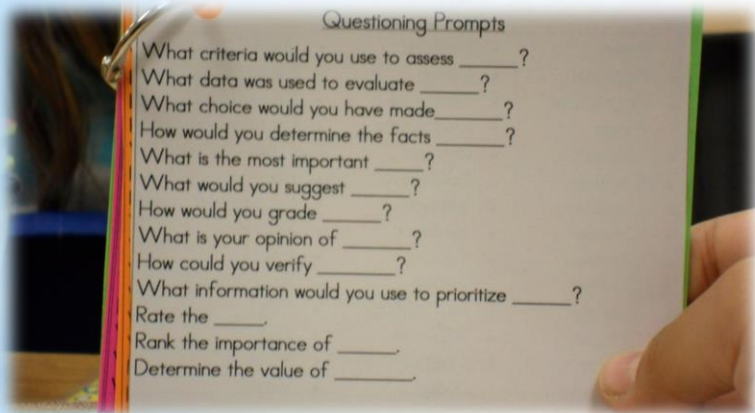 Questioning Prompts
What criteria would you use to assess ______?
What data was used to evaluate ______?
What choice would you have made_______?
How would you determine the facts _______?
What is the most important _____?
What would you suggest ______?
How would you grade ______?
What is your opinion of _______?
How could you verify ________?
What information would you use to prioritize ______?
Rate the _____.
Rank the importance of ______.
Determine the value of ________.